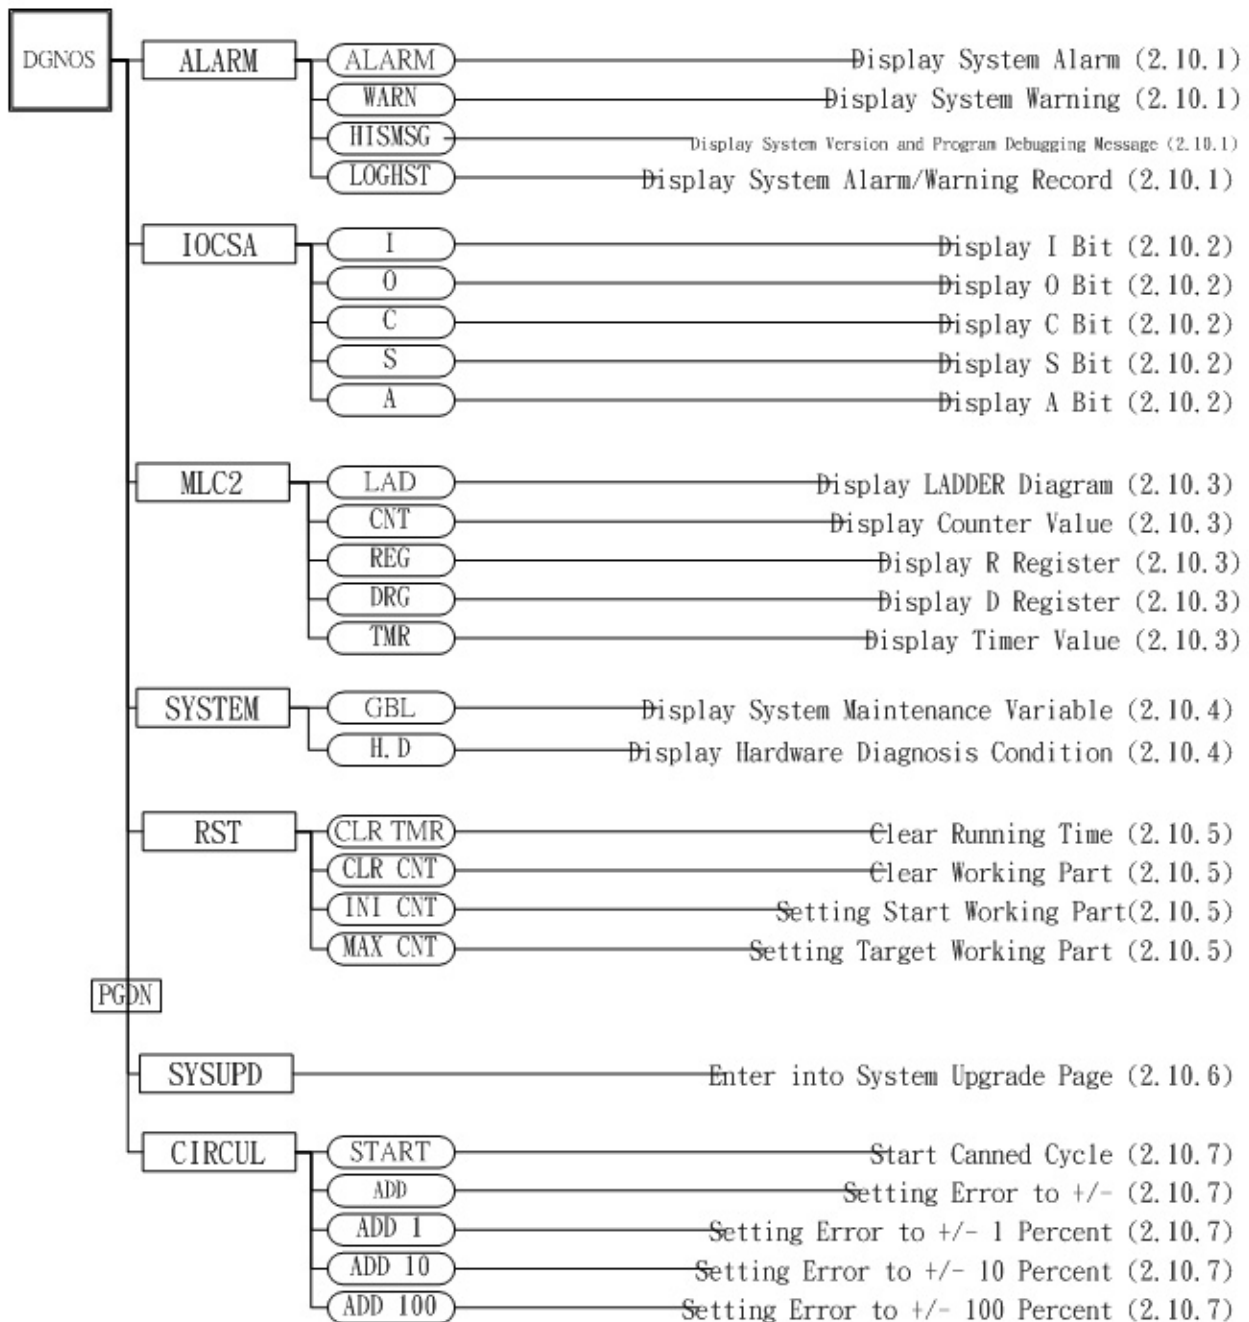 DGNOS ALARM ALARM Display System Alarm (2.10.1)
WARN Display System Warning (2.10.1)
HISMSG Display System Version and Program Debugging Message (2.10.1)
LOGHST Display System Alarm/Warning Record (2.10.1)
IOCSA I Display I Bit (2.10.2)
O Display O Bit (2.10.2)
C Display C Bit (2.10.2)
S Display S Bit (2.10.2)
A Display A Bit (2.10.2)
MLC2 LAD Display LADDER Diagram (2.10.3)
CNT Display Counter Value (2.10.3)
REG Display R Register (2.10.3)
DRG Display D Register (2.10.3)
TMR Display Timer Value (2.10.3)
SYSTEM GBL Display System Maintenance Variable (2.10.4)
H.D Display Hardware Diagnosis Condition (2.10.4)
RST CLR TMR Clear Running Time (2.10.5)
CLR CNT Clear Working Part (2.10.5)
INI CNT Setting Start Working Part(2.10.5)
MAX CNT Setting Target Working Part (2.10.5)
PGDN
SYSUPD Enter into System Upgrade Page (2.10.6)
CIRCUL START Start Canned Cycle (2.10.7)
ADD Setting Error to +/- (2.10.7)
ADD 1 Setting Error to +/- 1 Percent (2.10.7)
ADD 10 Setting Error to +/- 10 Percent (2.10.7)
ADD 100 Setting Error to +/- 100 Percent (2.10.7)